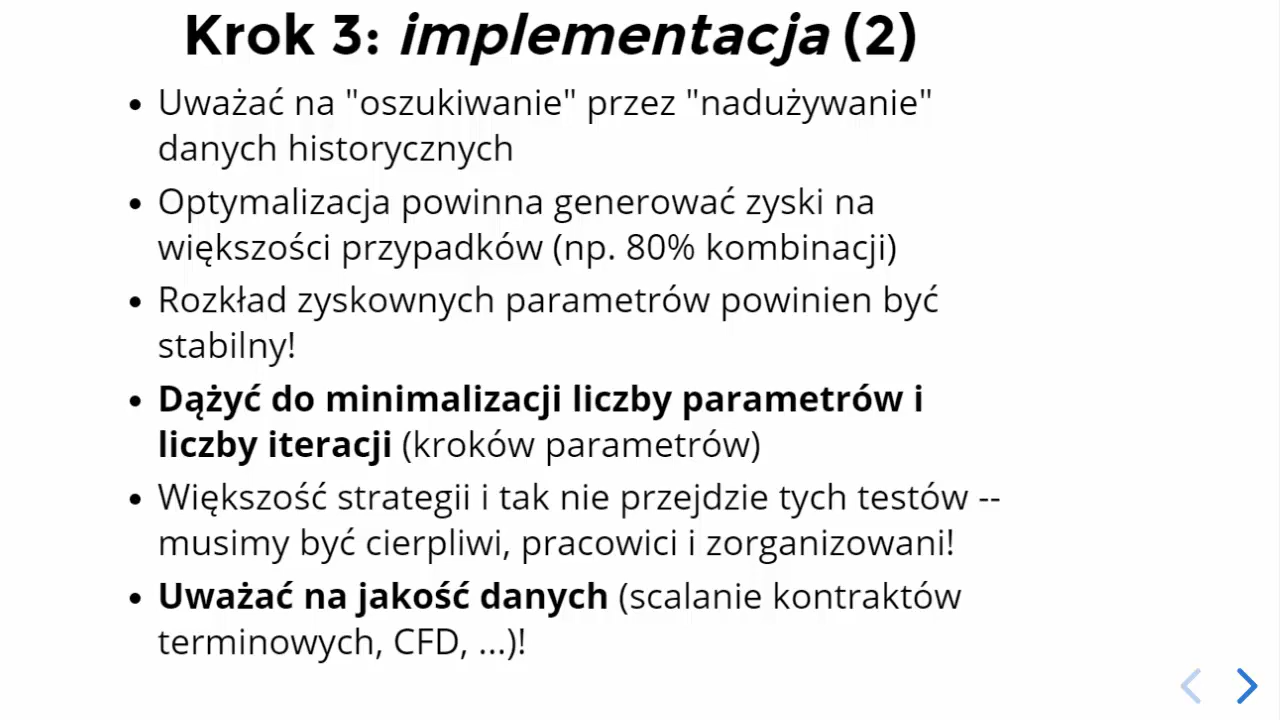 Krok 3: implementacja (2)
• Uważać na "oszukiwanie" przez "nadużywanie"
danych historycznych
• Optymalizacja powinna generować zyski na
większości przypadków (np. 80% kombinacji)
• Rozkład zyskownych parametrów powinien być
stabilny!
• Dążyć do minimalizacji liczby parametrów i
liczby iteracji (kroków parametrów)
• Większość strategii i tak nie przejdzie tych testów --
musimy być cierpliwi, pracowici i zorganizowani!
• Uważać na jakość danych (scalanie kontraktów
terminowych, CFD, ...)!